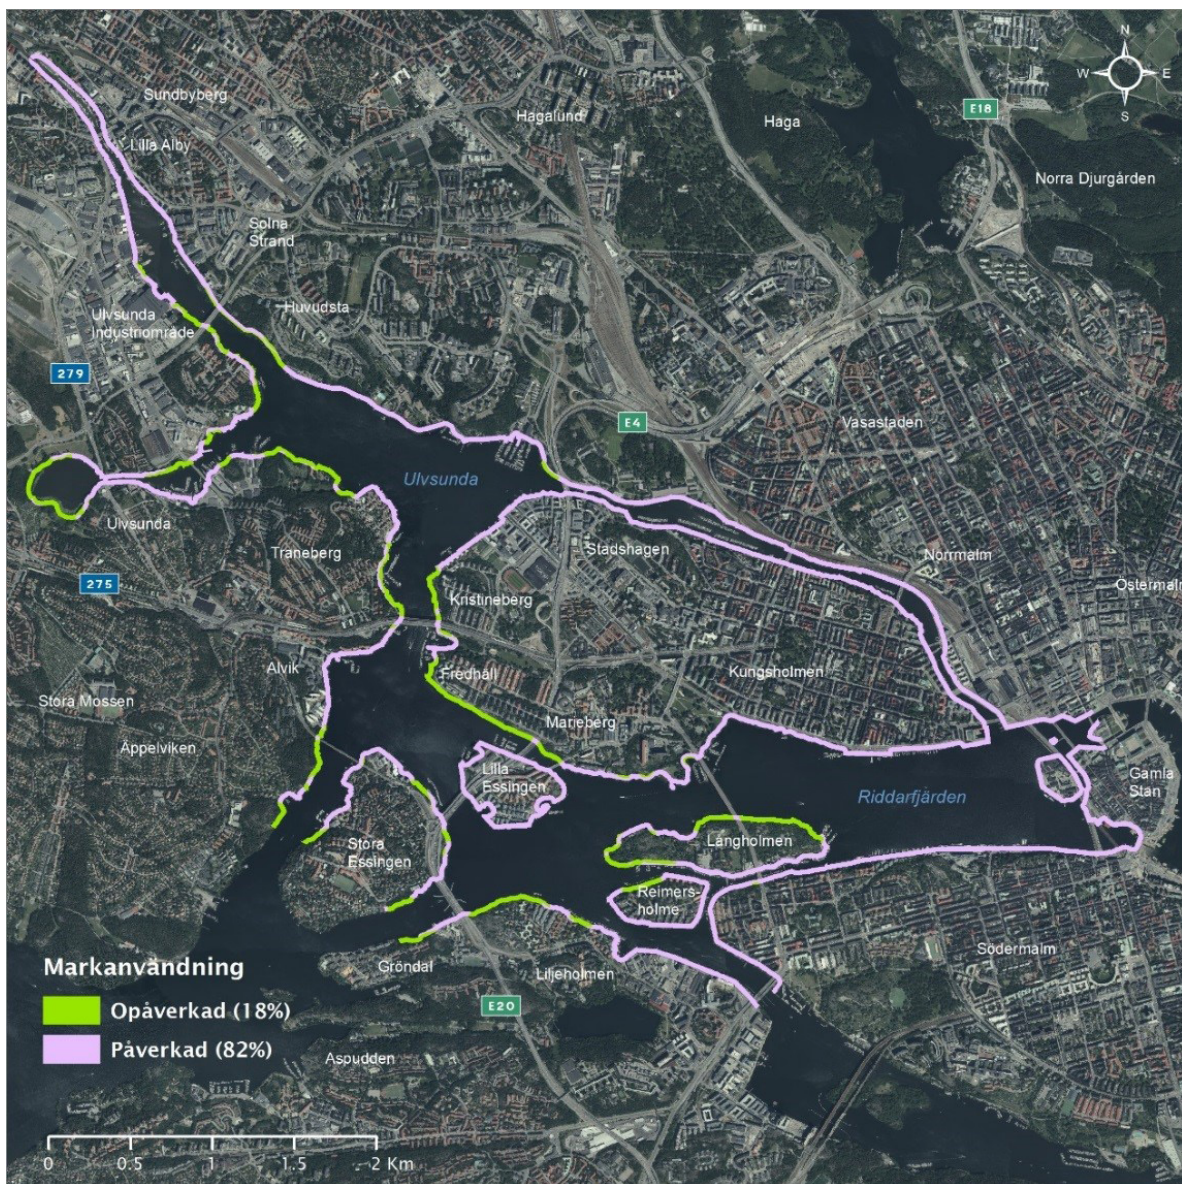 N
W
E
S
E18
Sundbyberg
Hagalund
Haga
Lilla Alby
Norra Djurgården
Solna
Strand
Huvudsta
Ulvsunda
Industriområde
279
E4
Vasastaden
Ulvsunda
Ulvsunda
Traneberg
Stadshagen
Norrmalm
275
Östermalm
Kristineberg
Alvik
Fredhäll
Kungsholmen
Stora Mossen
Marieberg
Äppelviken
Lilla
Essingen
Gamla
Stan
Riddarfjärden
Stora
Essingen
Långholmen
Reimers-
holme
Södermalm
Gröndal
Liljeholmen
Markanvändning
Opåverkad (18%)
E20
Påverkad (82%)
Aspudden
0 0.5 1 1.5 2 Km